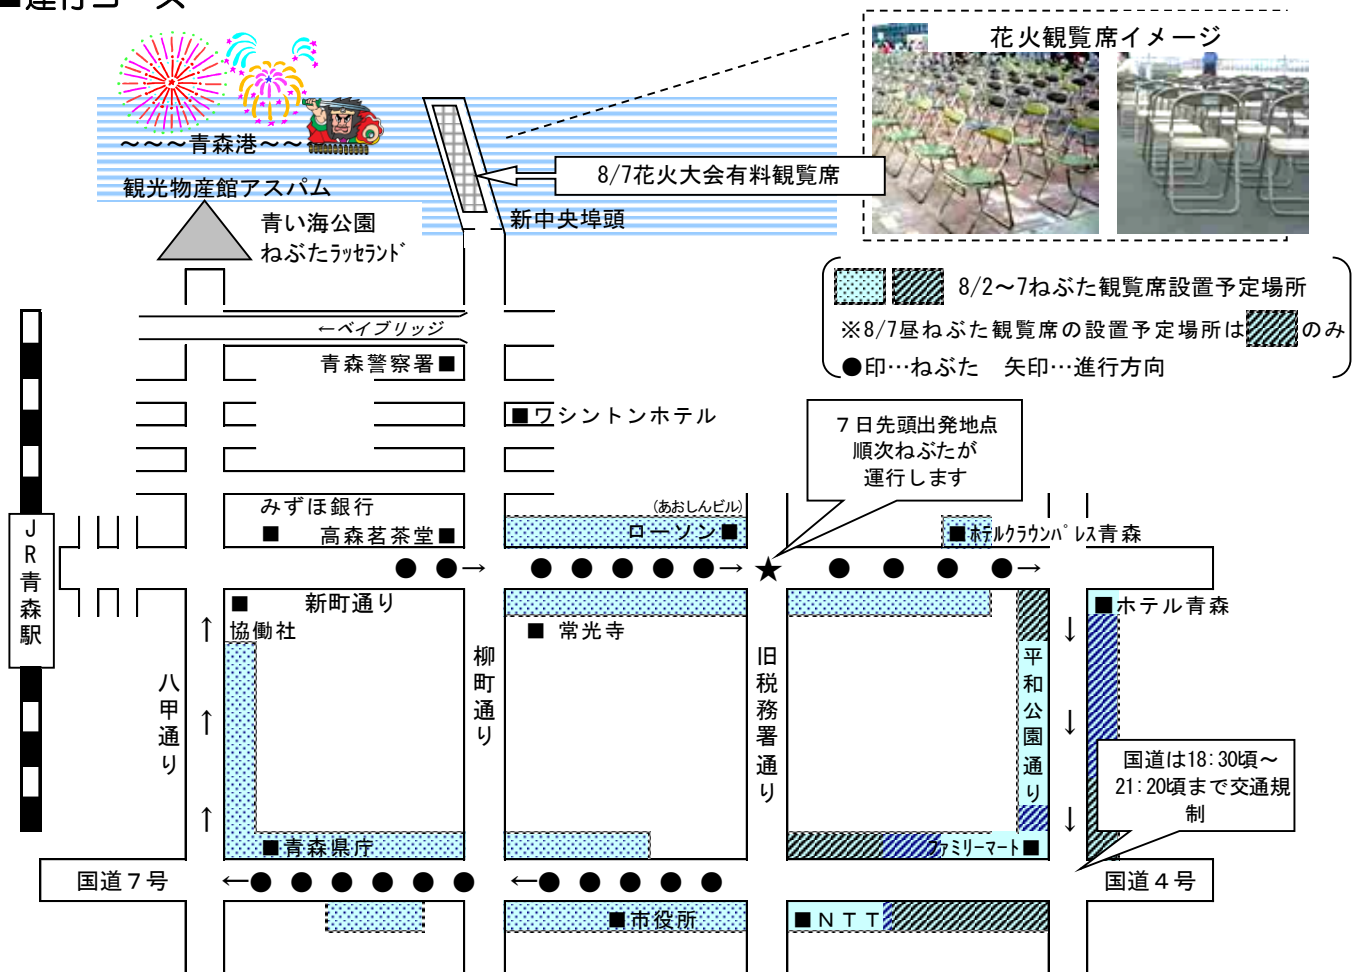 ■運行コース
花火観覧席イメージ
～～～青森港～～
8/7花火大会有料観覧席
観光物産館アスパム
新中央埠頭
青い海公園
ねぶたﾗｯｾﾗﾝﾄﾞ
8/2～7ねぶた観覧席設置予定場所
※8/7昼ねぶた観覧席の設置予定場所は のみ
●印…ねぶた 矢印…進行方向
←ベイブリッジ
青森警察署■
■ワシントンホテル
７日先頭出発地点
順次ねぶたが
運行します
みずほ銀行
■
高森茗茶堂■
(あおしんビル)
ローソン■
■ﾎﾃﾙｸﾗｳﾝﾊﾟﾚｽ青森
ＪＲ青森駅
●●→
●●●●●→
★
●●●●→
■
新町通り
協働社
■常光寺
■ホテル青森
八甲通り
柳町通り
旧税務署通り
平和公園通り
↑
↑
↑
↓
↓
↓
国道は18:30頃～
21:20頃まで交通規
制
■青森県庁
ﾌｧﾐﾘｰﾏｰﾄ■
国道７号
←●●●●●●
←●●●●●
国道４号
■市役所
■ＮＴＴ